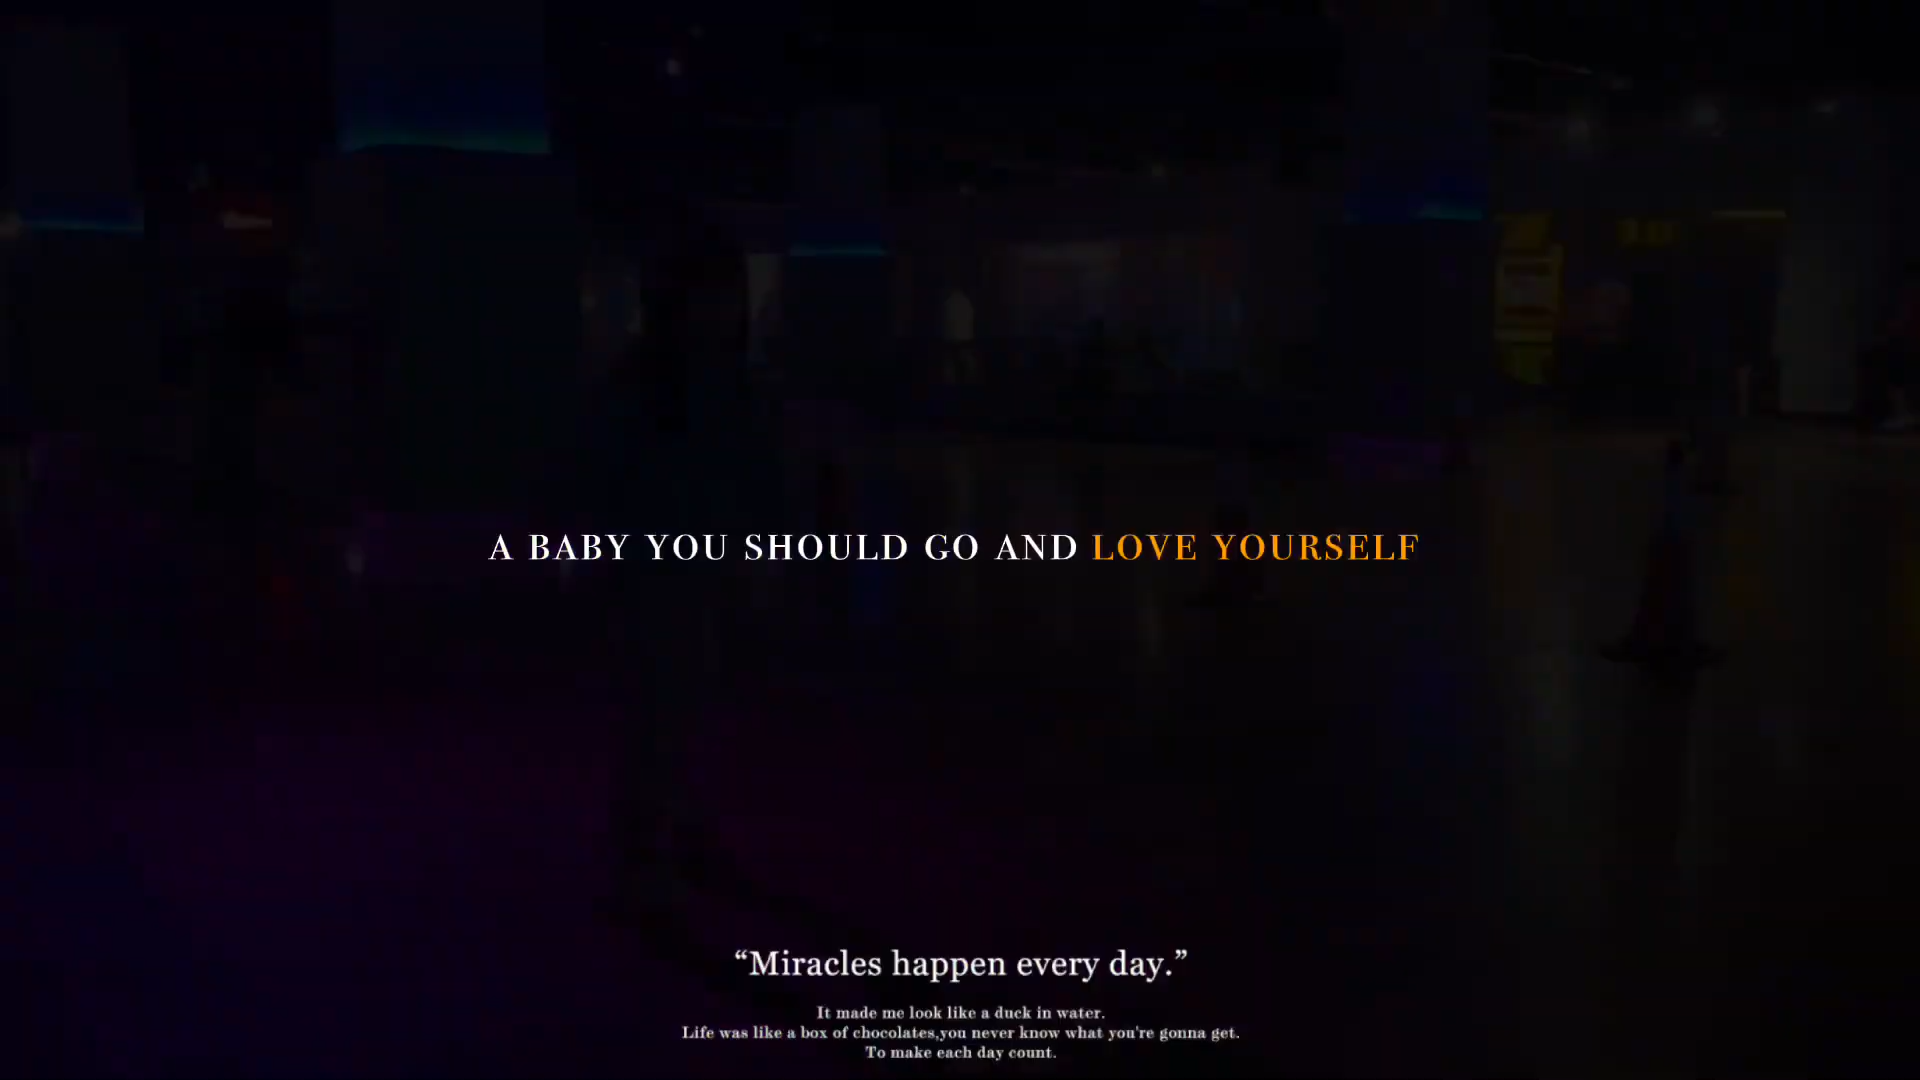 A BABY YOU SHOULD GO AND LOVE YOURSELF
“Miracles happen every day.”
It made me look like a duck in water.
Life was like a box of chocolates,you never know what you're gonna get.
To make each day count.